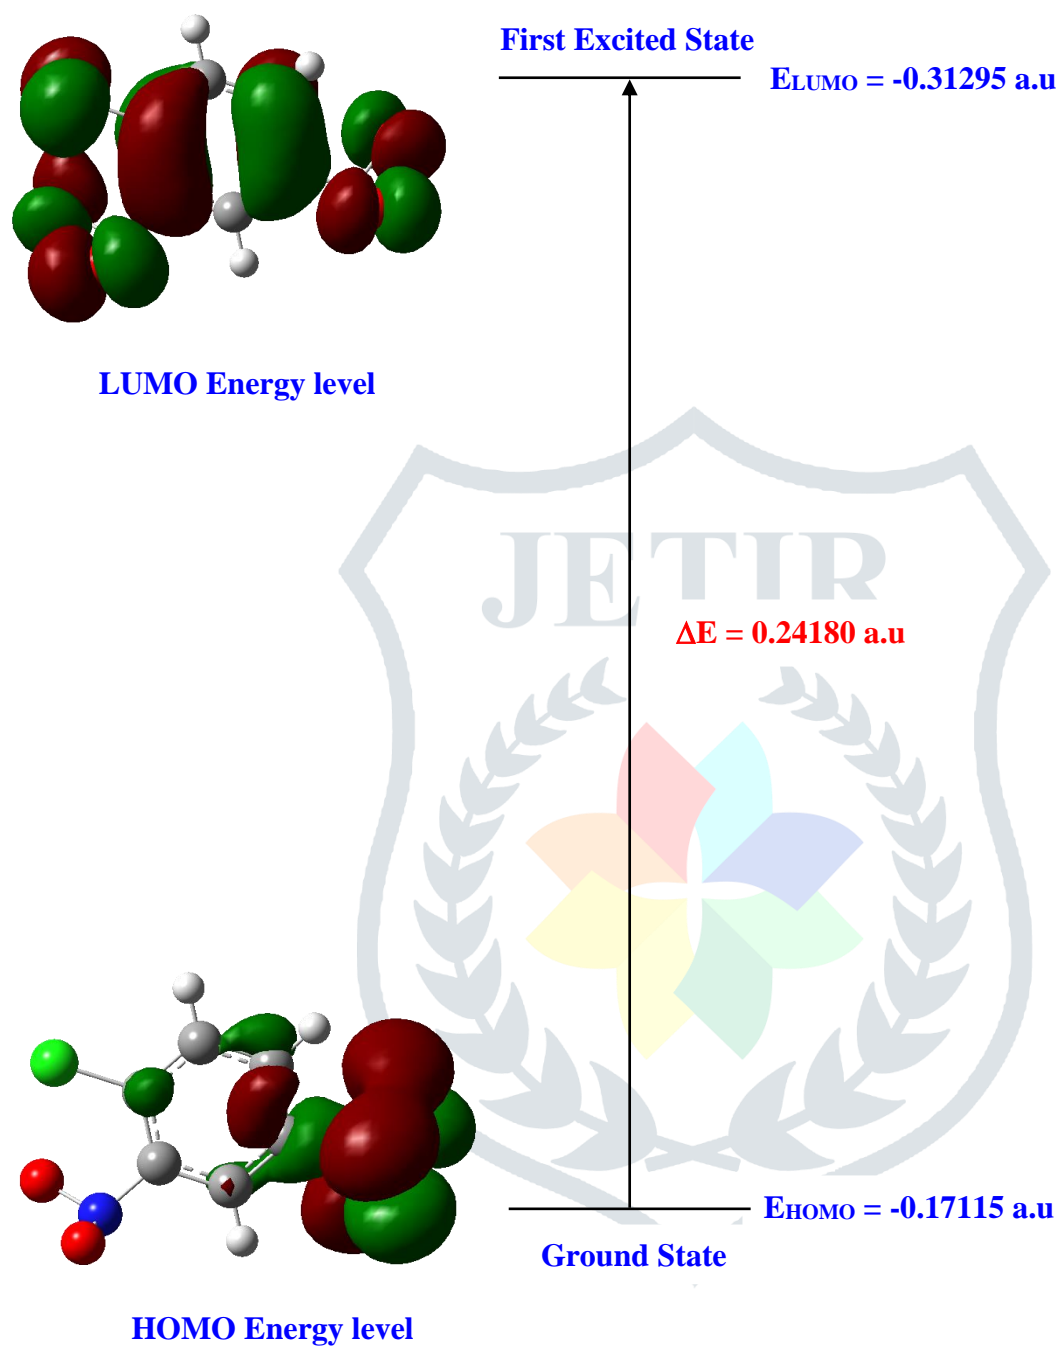 First Excited State
ELUMO = -0.31295 a.u
LUMO Energy level
JETIR
ΔE = 0.24180 a.u
EHOMO = -0.17115 a.u
Ground State
HOMO Energy level